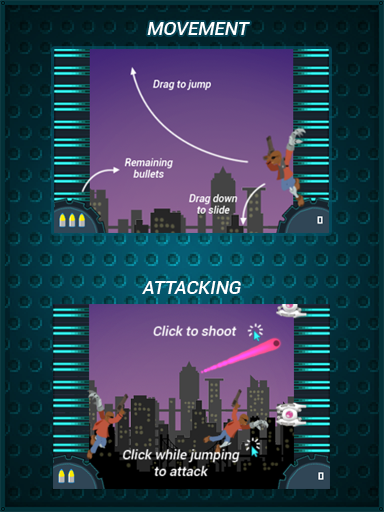 MOVEMENT
Drag to jump
Remaining
bullets
Drag down
to slide
0
ATTACKING
Click to shoot
Click while jumping
to attack
0